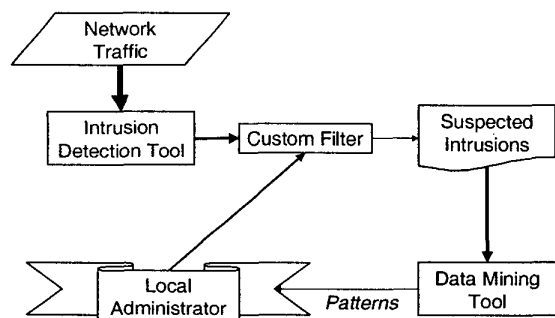 Network
Traffic
Intrusion
Detection Tool
Custom Filter
Suspected
Intrusions
Local
Administrator
Patterns
Data Mining
Tool